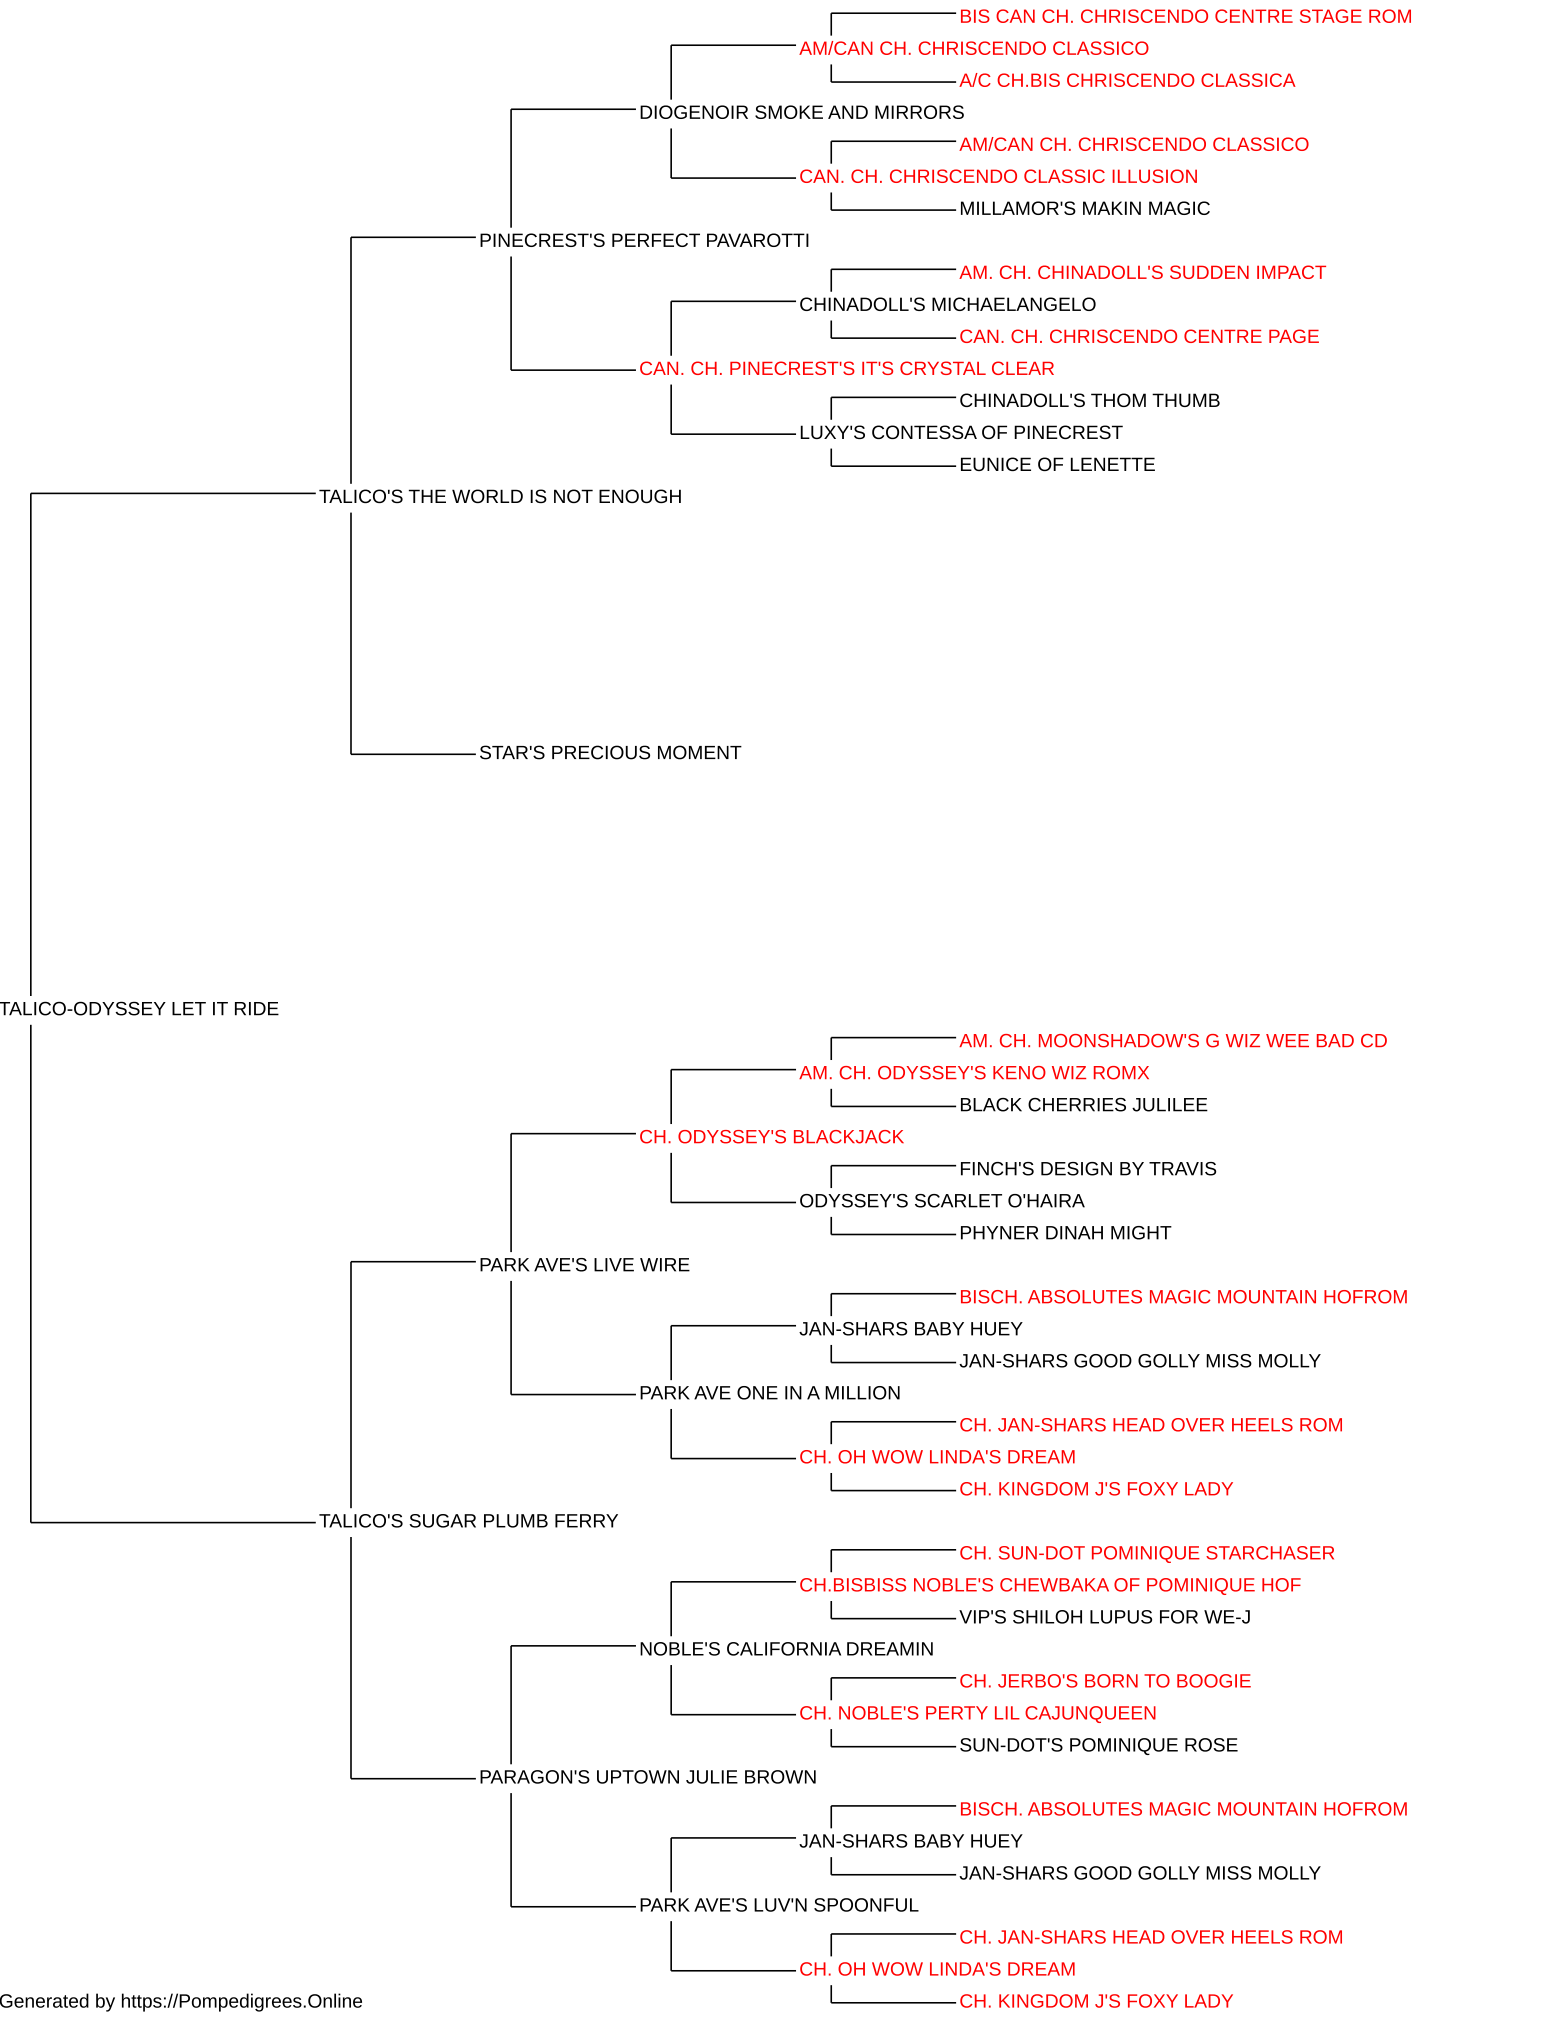 BIS CAN CH. CHRISCENDO CENTRE STAGE ROM
AM/CAN CH. CHRISCENDO CLASSICO
A/C CH.BIS CHRISCENDO CLASSICA
DIOGENOIR SMOKE AND MIRRORS
AM/CAN CH. CHRISCENDO CLASSICO
CAN. CH. CHRISCENDO CLASSIC ILLUSION
MILLAMOR'S MAKIN MAGIC
PINECREST'S PERFECT PAVAROTTI
AM. CH. CHINADOLL'S SUDDEN IMPACT
CHINADOLL'S MICHAELANGELO
CAN. CH. CHRISCENDO CENTRE PAGE
CAN. CH. PINECREST'S IT'S CRYSTAL CLEAR
CHINADOLL'S THOM THUMB
LUXY'S CONTESSA OF PINECREST
EUNICE OF LENETTE
TALICO'S THE WORLD IS NOT ENOUGH
STAR'S PRECIOUS MOMENT
TALICO-ODYSSEY LET IT RIDE
AM. CH. MOONSHADOW'S G WIZ WEE BAD CD
AM. CH. ODYSSEY'S KENO WIZ ROMX
BLACK CHERRIES JULILEE
CH. ODYSSEY'S BLACKJACK
FINCH'S DESIGN BY TRAVIS
ODYSSEY'S SCARLET O'HAIRA
PHYNER DINAH MIGHT
PARK AVE'S LIVE WIRE
BISCH. ABSOLUTES MAGIC MOUNTAIN HOFROM
JAN-SHARS BABY HUEY
JAN-SHARS GOOD GOLLY MISS MOLLY
PARK AVE ONE IN A MILLION
CH. JAN-SHARS HEAD OVER HEELS ROM
CH. OH WOW LINDA'S DREAM
CH. KINGDOM J'S FOXY LADY
TALICO'S SUGAR PLUMB FERRY
CH. SUN-DOT POMINIQUE STARCHASER
CH.BISBISS NOBLE'S CHEWBAKA OF POMINIQUE HOF
VIP'S SHILOH LUPUS FOR WE-J
NOBLE'S CALIFORNIA DREAMIN
CH. JERBO'S BORN TO BOOGIE
CH. NOBLE'S PERTY LIL CAJUNQUEEN
SUN-DOT'S POMINIQUE ROSE
PARAGON'S UPTOWN JULIE BROWN
BISCH. ABSOLUTES MAGIC MOUNTAIN HOFROM
JAN-SHARS BABY HUEY
JAN-SHARS GOOD GOLLY MISS MOLLY
PARK AVE'S LUV'N SPOONFUL
CH. JAN-SHARS HEAD OVER HEELS ROM
CH. OH WOW LINDA'S DREAM
CH. KINGDOM J'S FOXY LADY
Generated by https://Pompedigrees.Online